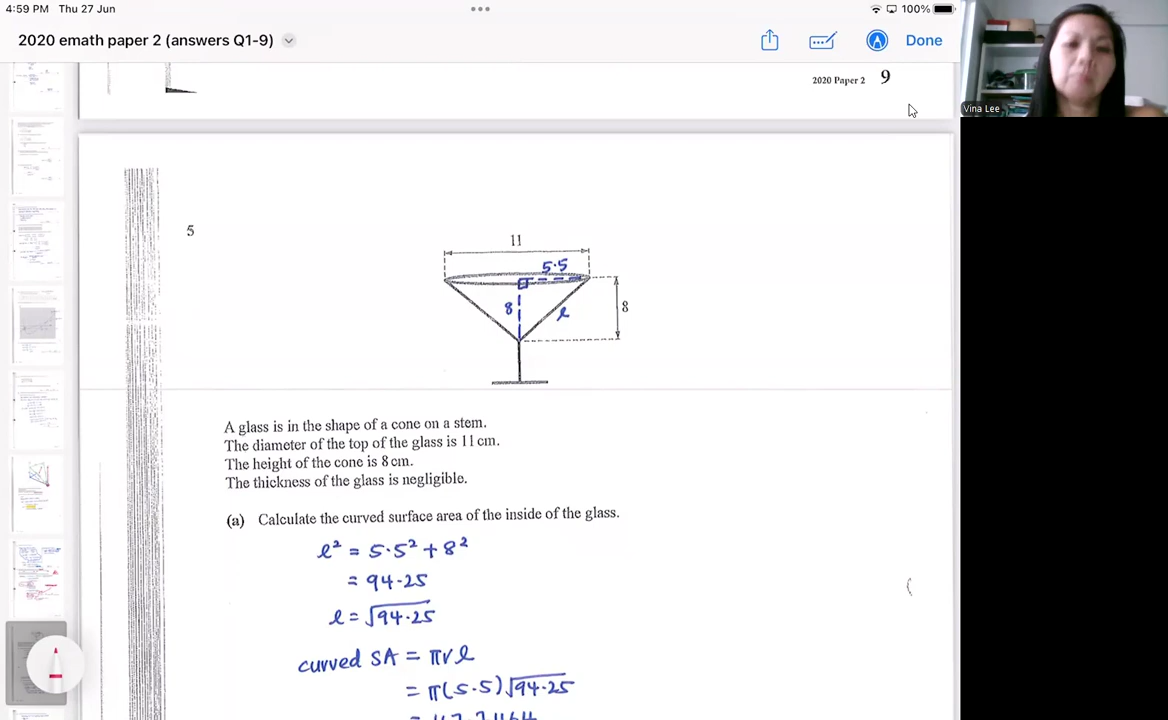 4:59 PM Thu 27 Jun
100%
2020 emath paper 2 (answers Q1-9)
Done
2020 Paper 2 9
Vina Lee
5
11
5.5
8
l
8
A glass is in the shape of a cone on a stem.
The diameter of the top of the glass is 11 cm.
The height of the cone is 8 cm.
The thickness of the glass is negligible.
(a) Calculate the curved surface area of the inside of the glass.
l² = 5.5² + 8²
= 94.25
l = √94.25
(
curved SA = πrl
= π(5.5)√94.25